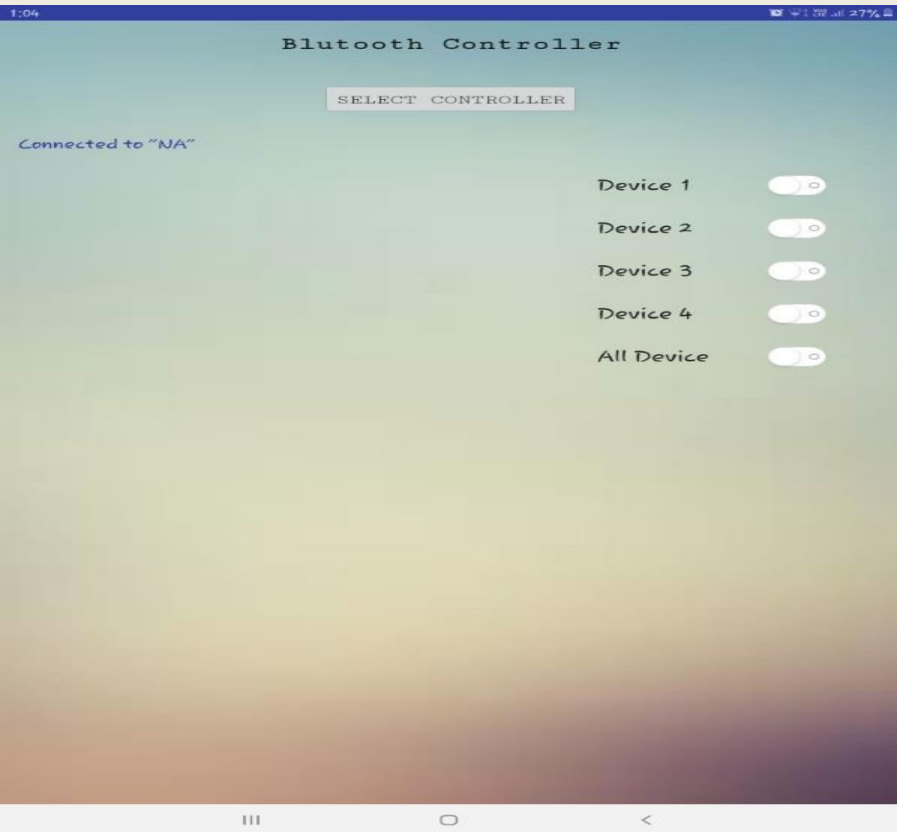 1:04 27%
Blutooth Controller
SELECT CONTROLLER
Connected to "NA"
Device 1
Device 2
Device 3
Device 4
All Device